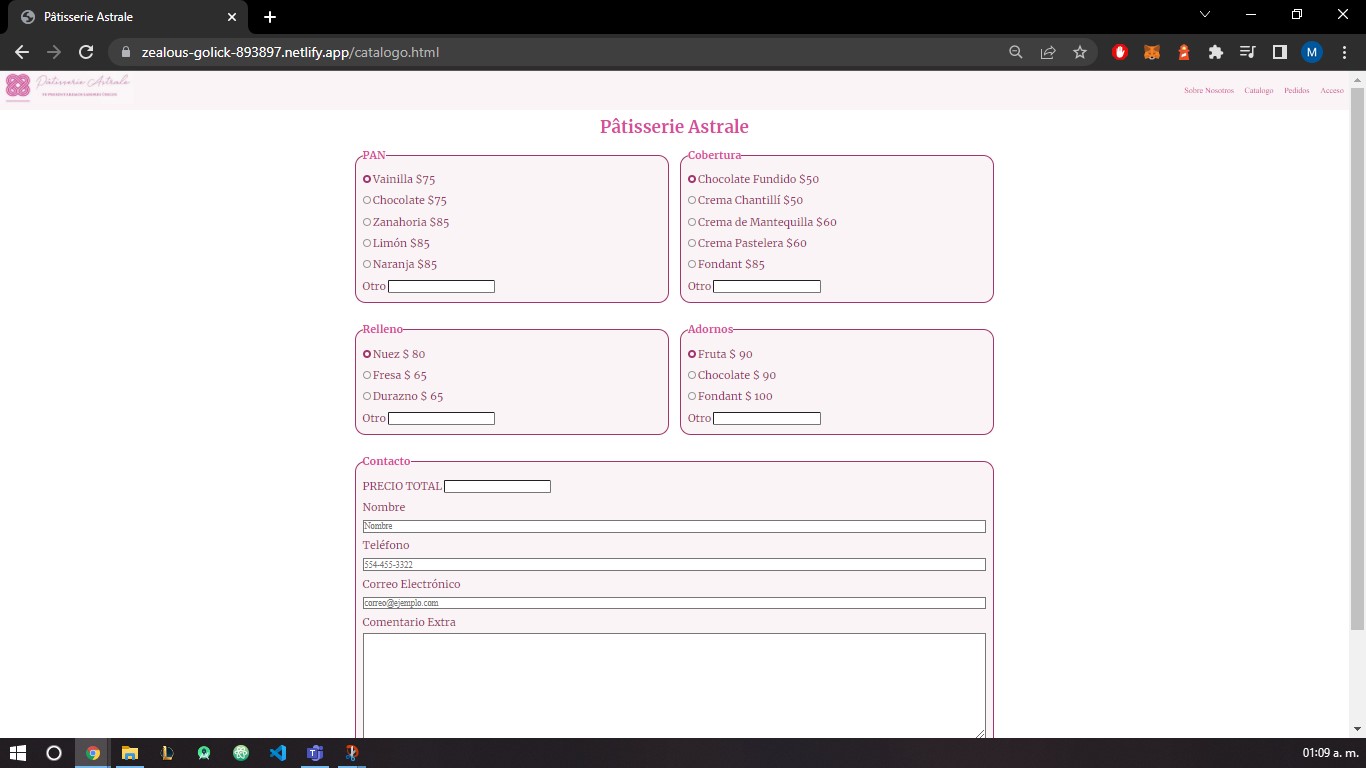 Pâtisserie Astrale
zealous-golick-893897.netlify.app/catalogo.html
M
Pâtisserie Astrale
Sobre Nosotros Catalogo Pedidos Acceso
Pâtisserie Astrale
PAN
Vainilla $75
Chocolate $75
Zanahoria $85
Limón $85
Naranja $85
Otro
Cobertura
Chocolate Fundido $50
Crema Chantillí $50
Crema de Mantequilla $60
Crema Pastelera $60
Fondant $85
Otro
Relleno
Nuez $ 80
Fresa $ 65
Durazno $ 65
Otro
Adornos
Fruta $ 90
Chocolate $ 90
Fondant $ 100
Otro
Contacto
PRECIO TOTAL
Nombre
Nombre
Teléfono
554-455-3322
Correo Electrónico
correo@ejemplo.com
Comentario Extra
01:09 a. m.